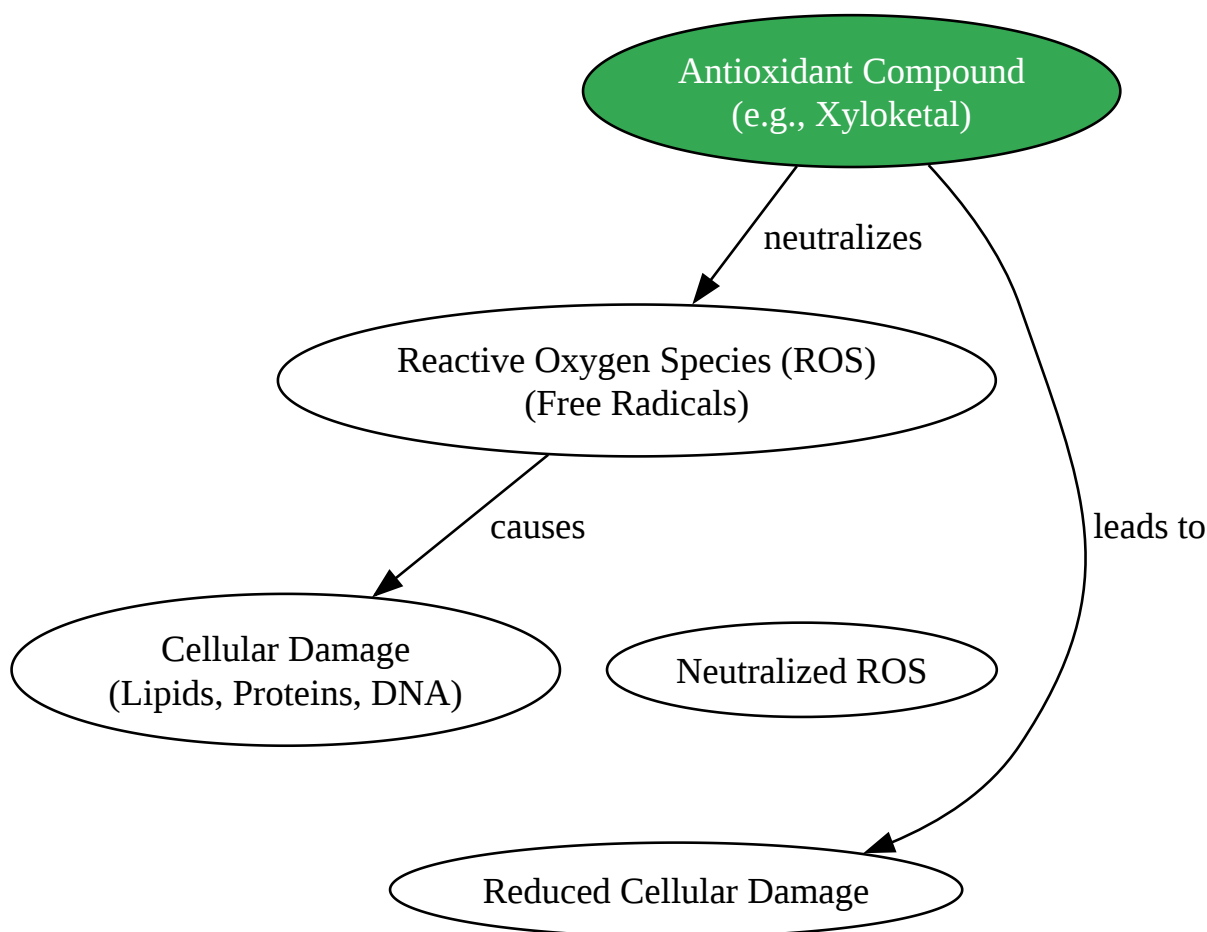 Antioxidant Compound
(e.g., Xyloketal)
neutralizes
Reactive Oxygen Species (ROS)
(Free Radicals)
causes
leads to
Cellular Damage
(Lipids, Proteins, DNA)
Neutralized ROS
Reduced Cellular Damage